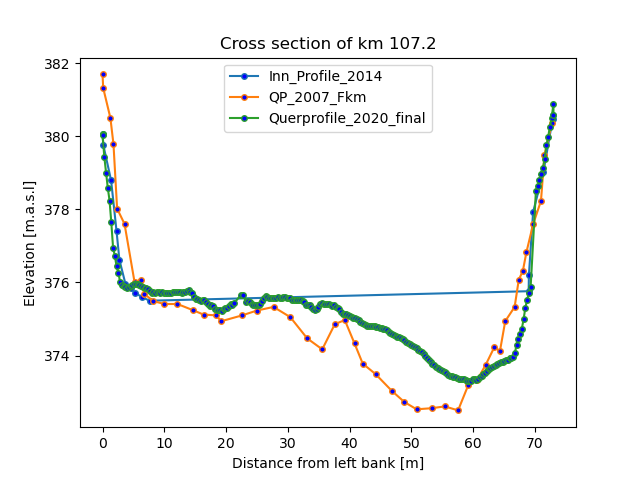 Cross section of km 107.2
Inn_Profile_2014
QP_2007_Fkm
Querprofile_2020_final
382
380
378
376
374
Elevation [m.a.s.l]
0 10 20 30 40 50 60 70
Distance from left bank [m]